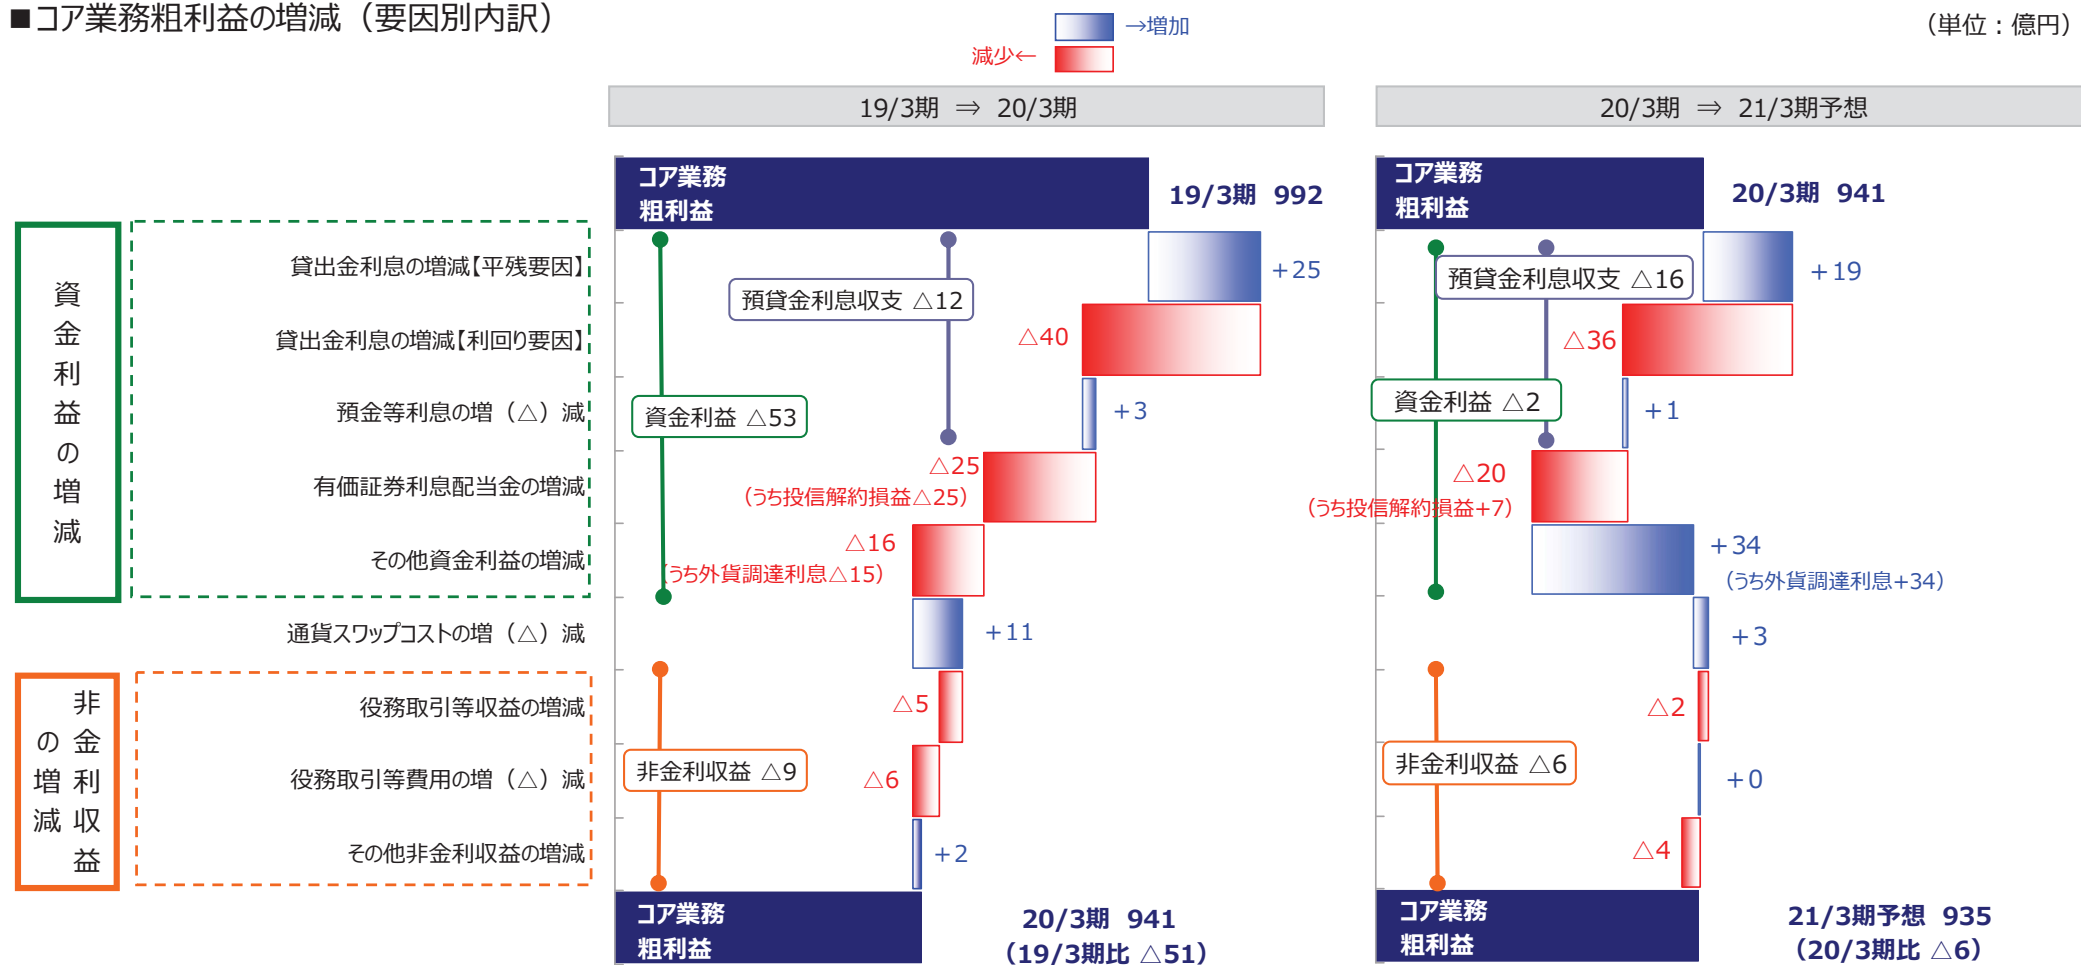 ■コア業務粗利益の増減（要因別内訳）
→増加
減少←
（単位：億円）
19/3期 ⇒ 20/3期
20/3期 ⇒ 21/3期予想
資金利益の増減
貸出金利息の増減【平残要因】
貸出金利息の増減【利回り要因】
預金等利息の増（△）減
有価証券利息配当金の増減
その他資金利益の増減
通貨スワップコストの増（△）減
非金利収益
の増減
役務取引等収益の増減
役務取引等費用の増（△）減
その他非金利収益の増減
コア業務
粗利益
19/3期 992
+25
預貸金利息収支 △12
△40
+3
資金利益 △53
△25
（うち投信解約損益△25）
△16
（うち外貨調達利息△15）
+11
△5
非金利収益 △9
△6
+2
コア業務
粗利益
20/3期 941
（19/3期比 △51）
コア業務
粗利益
20/3期 941
+19
預貸金利息収支 △16
△36
資金利益 △2
+1
△20
（うち投信解約損益+7）
+34
（うち外貨調達利息+34）
+3
△2
非金利収益 △6
+0
△4
コア業務
粗利益
21/3期予想 935
（20/3期比 △6）